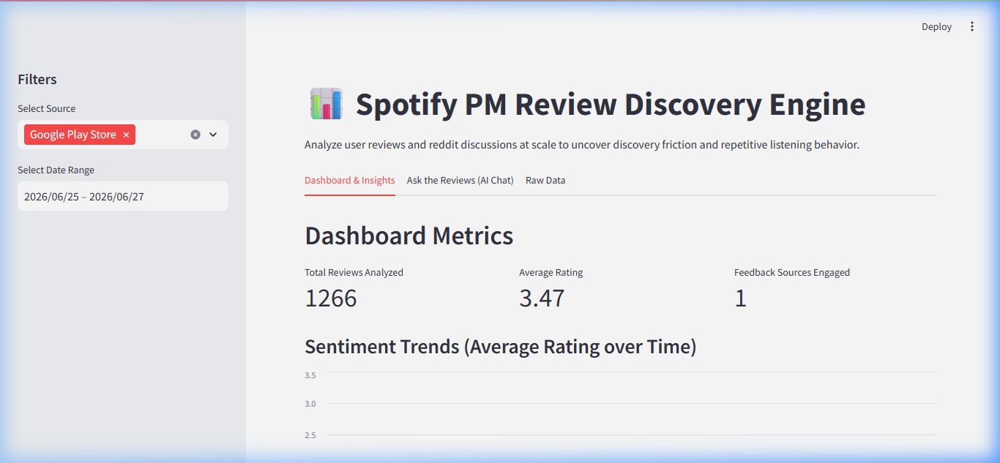 Deploy
Filters
Select Source
Google Play Store
Select Date Range
2026/06/25 – 2026/06/27
Spotify PM Review Discovery Engine
Analyze user reviews and reddit discussions at scale to uncover discovery friction and repetitive listening behavior.
Dashboard & Insights Ask the Reviews (AI Chat) Raw Data
Dashboard Metrics
Total Reviews Analyzed Average Rating Feedback Sources Engaged
1266 3.47 1
Sentiment Trends (Average Rating over Time)
3.5
3.0
2.5